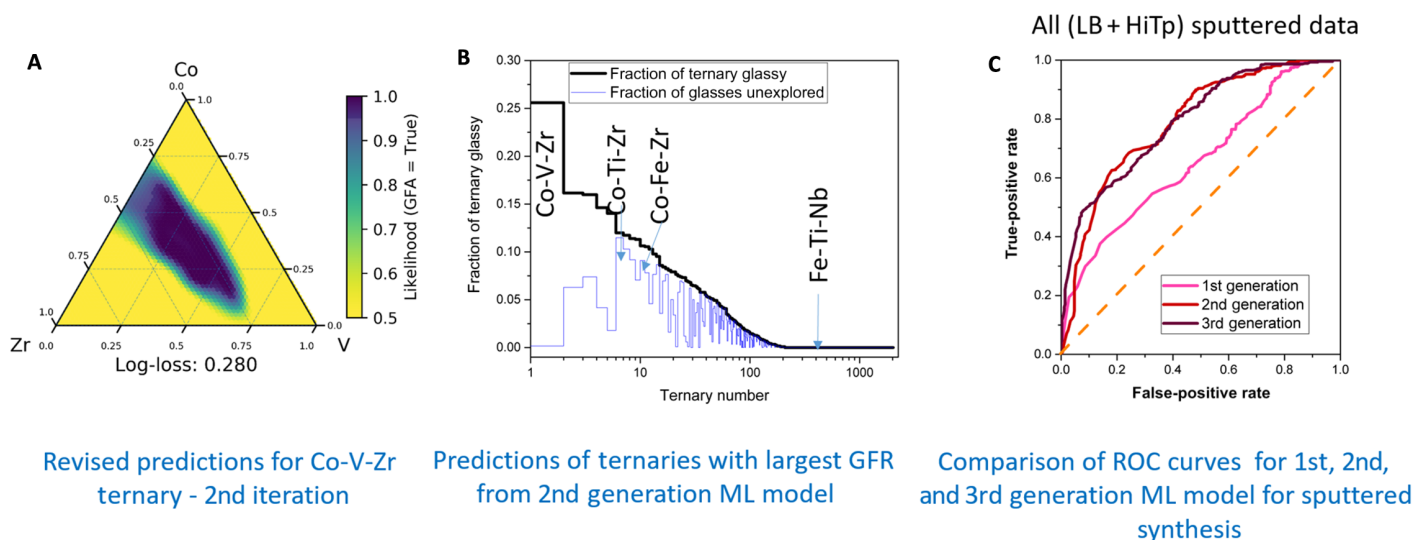 All (LB + HiTp) sputtered data
A
Co
0.0
1.0
0.25
0.75
0.5
0.5
0.75
0.25
1.0
0.0
Zr
0.0
0.25
0.5
0.75
1.0
V
Log-loss: 0.280
1.0
0.9
0.8
0.7
0.6
0.5
Likelihood (GFA = True)
B
0.30
0.25
0.20
0.15
0.10
0.05
0.00
Fraction of ternary glassy
Fraction of ternary glassy
Fraction of glasses unexplored
Co-V-Zr
Co-Ti-Zr
Co-Fe-Zr
Fe-Ti-Nb
1
10
100
1000
Ternary number
C
1.0
0.8
0.6
0.4
0.2
0.0
True-positive rate
1st generation
2nd generation
3rd generation
0.0
0.2
0.4
0.6
0.8
1.0
False-positive rate
Revised predictions for Co-V-Zr
ternary - 2nd iteration
Predictions of ternaries with largest GFR
from 2nd generation ML model
Comparison of ROC curves for 1st, 2nd,
and 3rd generation ML model for sputtered
synthesis